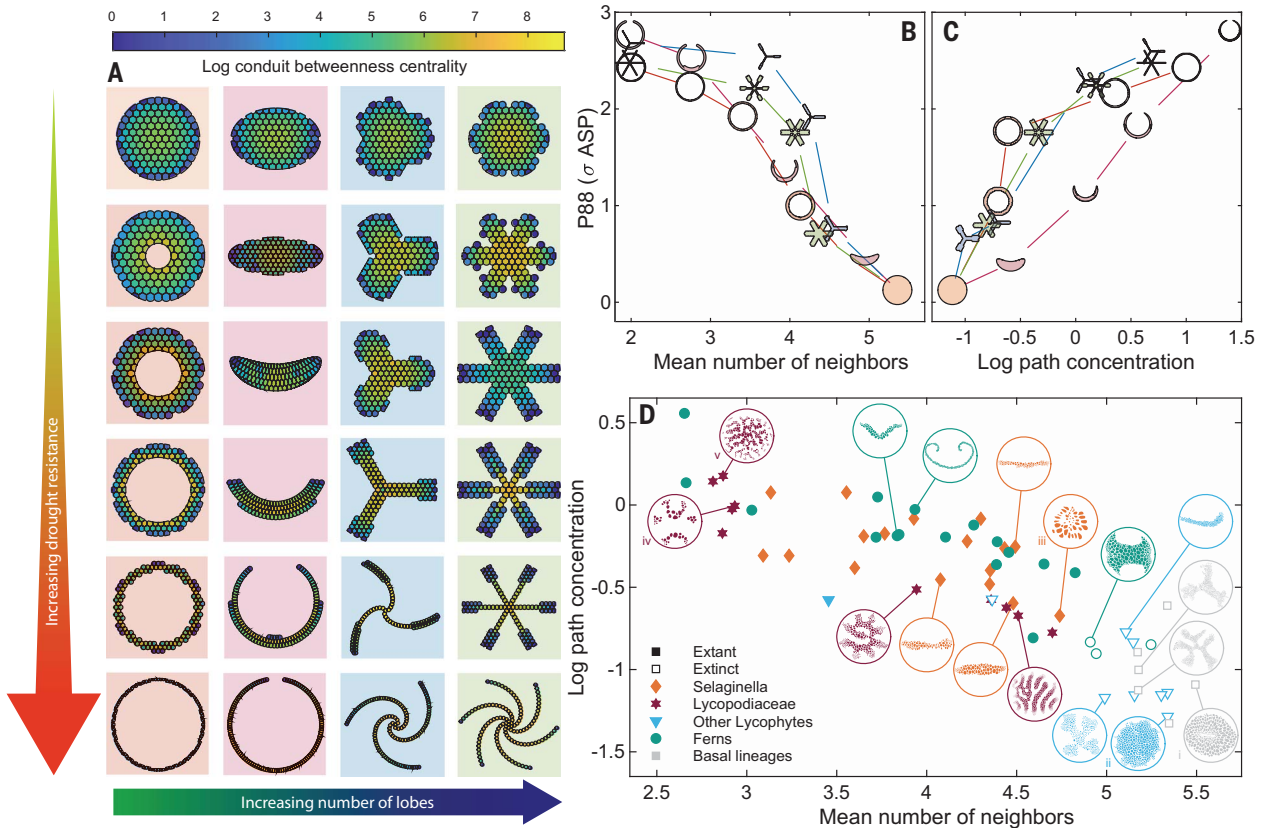 0 1 2 3 4 5 6 7 8
Log conduit betweenness centrality
A
Increasing drought resistance
Increasing number of lobes
B
P88 (σ ASP)
3
2
1
0
2 3 4 5
Mean number of neighbors
C
-1 -0.5 0 0.5 1 1.5
Log path concentration
D
Log path concentration
0.5
0
-0.5
-1.0
-1.5
v
iv
iii
ii
i
Extant
Extinct
Selaginella
Lycopodiaceae
Other Lycophytes
Ferns
Basal lineages
2.5 3 3.5 4 4.5 5 5.5
Mean number of neighbors